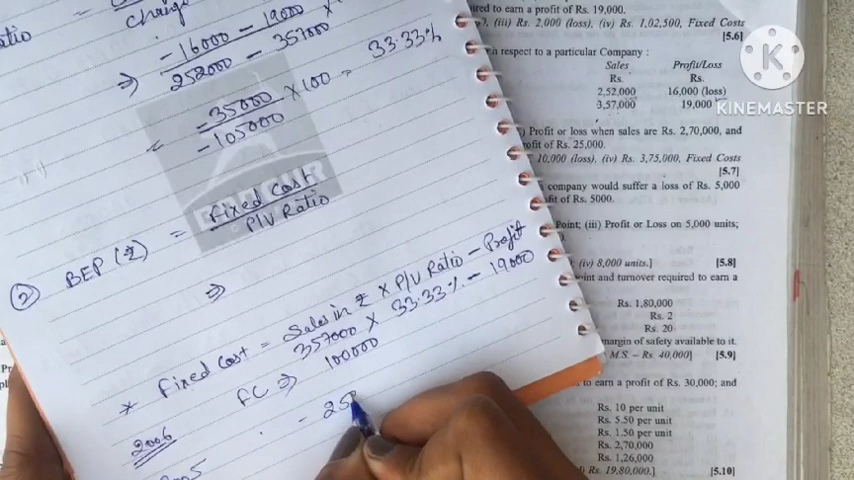 Change
atio =
-16000 - 19000
⇒ 252000 - 357000
= -35000 × 100 = 33.33%
-105000
② BEP (₹) = Fixed Cost
P/V Ratio
⇒
* Fixed Cost = Sales in ₹ × P/V Ratio - Profit
357000 × 33.33% - 19000
FC ⇒ 100000
2006
2005
- 25
ired to earn a profit of Rs. 19,000.
(iii) Rs. 2,000 (loss), (iv) Rs. 1,02,500, Fixed Costs
[5.6]
respect to a particular Company :
Sales Profit/Loss
Rs. Rs.
2,52,000 16,000 (loss)
3,57,000 19,000
Profit or loss when sales are Rs. 2,70,000, and
ofit of Rs. 25,000.
10,000 (loss), (iv) Rs. 3,75,000, Fixed Costs
[5.7]
company would suffer a loss of Rs. 5,000
fit of Rs. 5000.
Point; (iii) Profit or Loss on 5,000 units;
(iv) 8,000 units.] [5.8]
oint and turnover required to earn a
Rs. 1,80,000
Rs. 2
Rs. 20
margin of safety available to it.
M.S – Rs 40,000] [5.9]
to earn a profit of Rs. 30,000; and
Rs. 10 per unit
Rs. 5.50 per unit
Rs. 1.50 per unit
Rs. 2,70,000
Rs. 1,26,000
) Rs. 19,80,000.] [5.10]
K
KINEMASTER